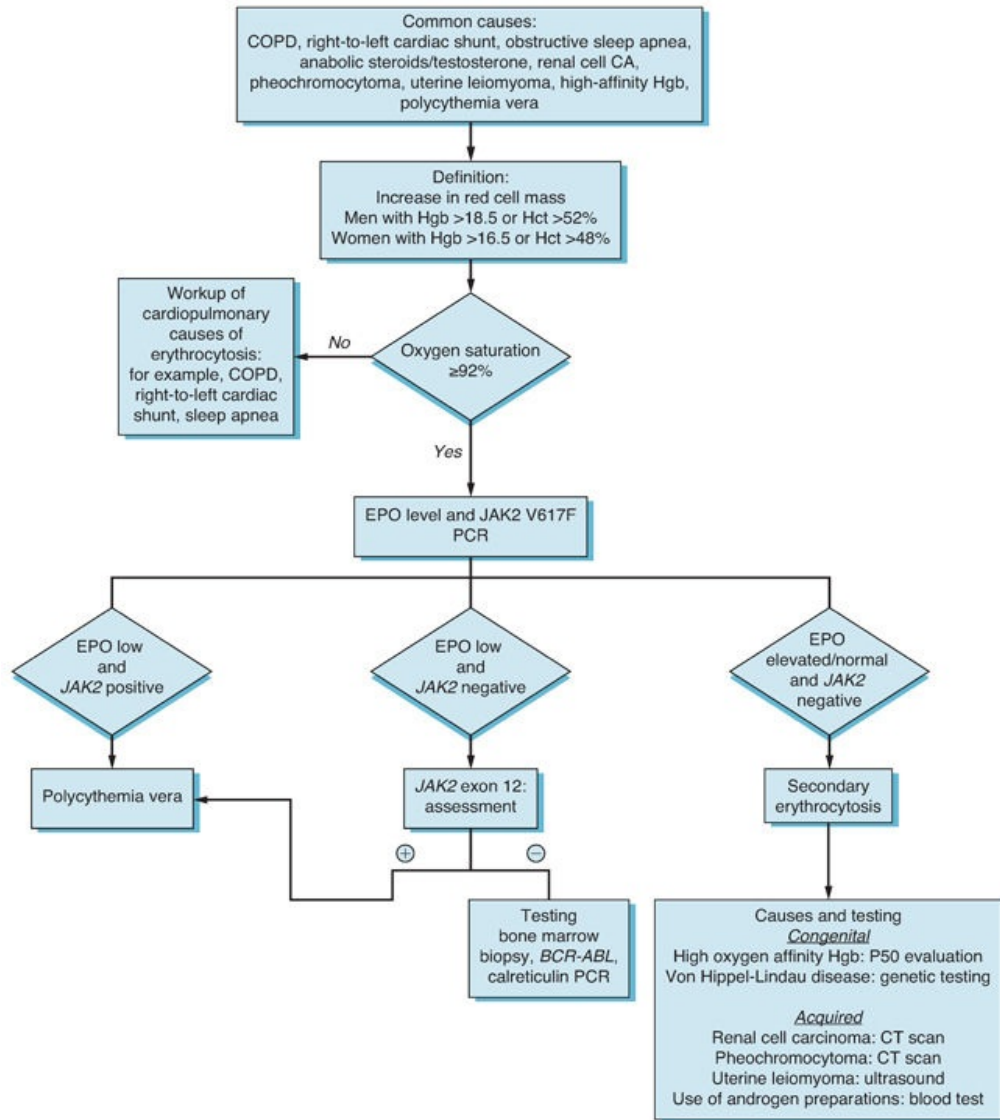 Common causes:
COPD, right-to-left cardiac shunt, obstructive sleep apnea,
anabolic steroids/testosterone, renal cell CA,
pheochromocytoma, uterine leiomyoma, high-affinity Hgb,
polycythemia vera
Definition:
Increase in red cell mass
Men with Hgb >18.5 or Hct >52%
Women with Hgb >16.5 or Hct >48%
Workup of
cardiopulmonary
causes of
erythrocytosis:
for example, COPD,
right-to-left cardiac
shunt, sleep apnea
No
Oxygen saturation
≥92%
Yes
EPO level and JAK2 V617F
PCR
EPO low
and
JAK2 positive
EPO low
and
JAK2 negative
EPO
elevated/normal
and JAK2
negative
Polycythemia vera
JAK2 exon 12:
assessment
Secondary
erythrocytosis
+
−
Testing
bone marrow
biopsy, BCR-ABL,
calreticulin PCR
Causes and testing
Congenital
High oxygen affinity Hgb: P50 evaluation
Von Hippel-Lindau disease: genetic testing
Acquired
Renal cell carcinoma: CT scan
Pheochromocytoma: CT scan
Uterine leiomyoma: ultrasound
Use of androgen preparations: blood test